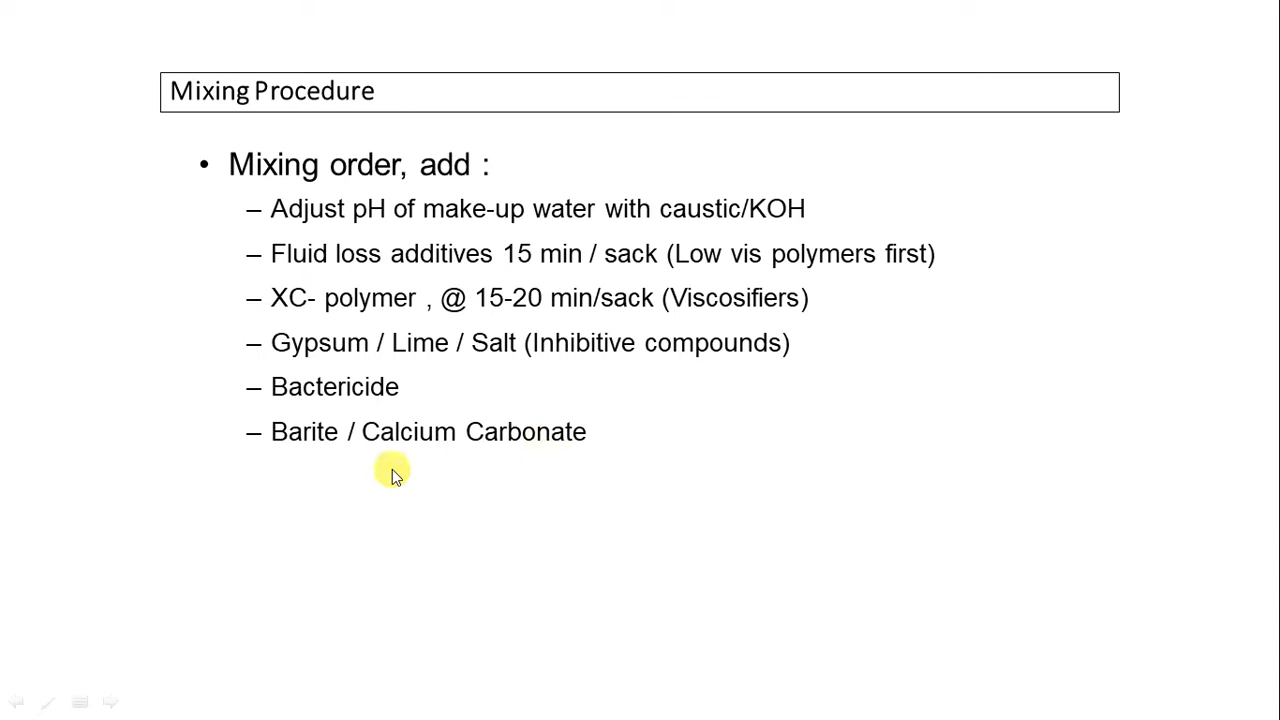 Mixing Procedure
• Mixing order, add :
– Adjust pH of make-up water with caustic/KOH
– Fluid loss additives 15 min / sack (Low vis polymers first)
– XC- polymer , @ 15-20 min/sack (Viscosifiers)
– Gypsum / Lime / Salt (Inhibitive compounds)
– Bactericide
– Barite / Calcium Carbonate